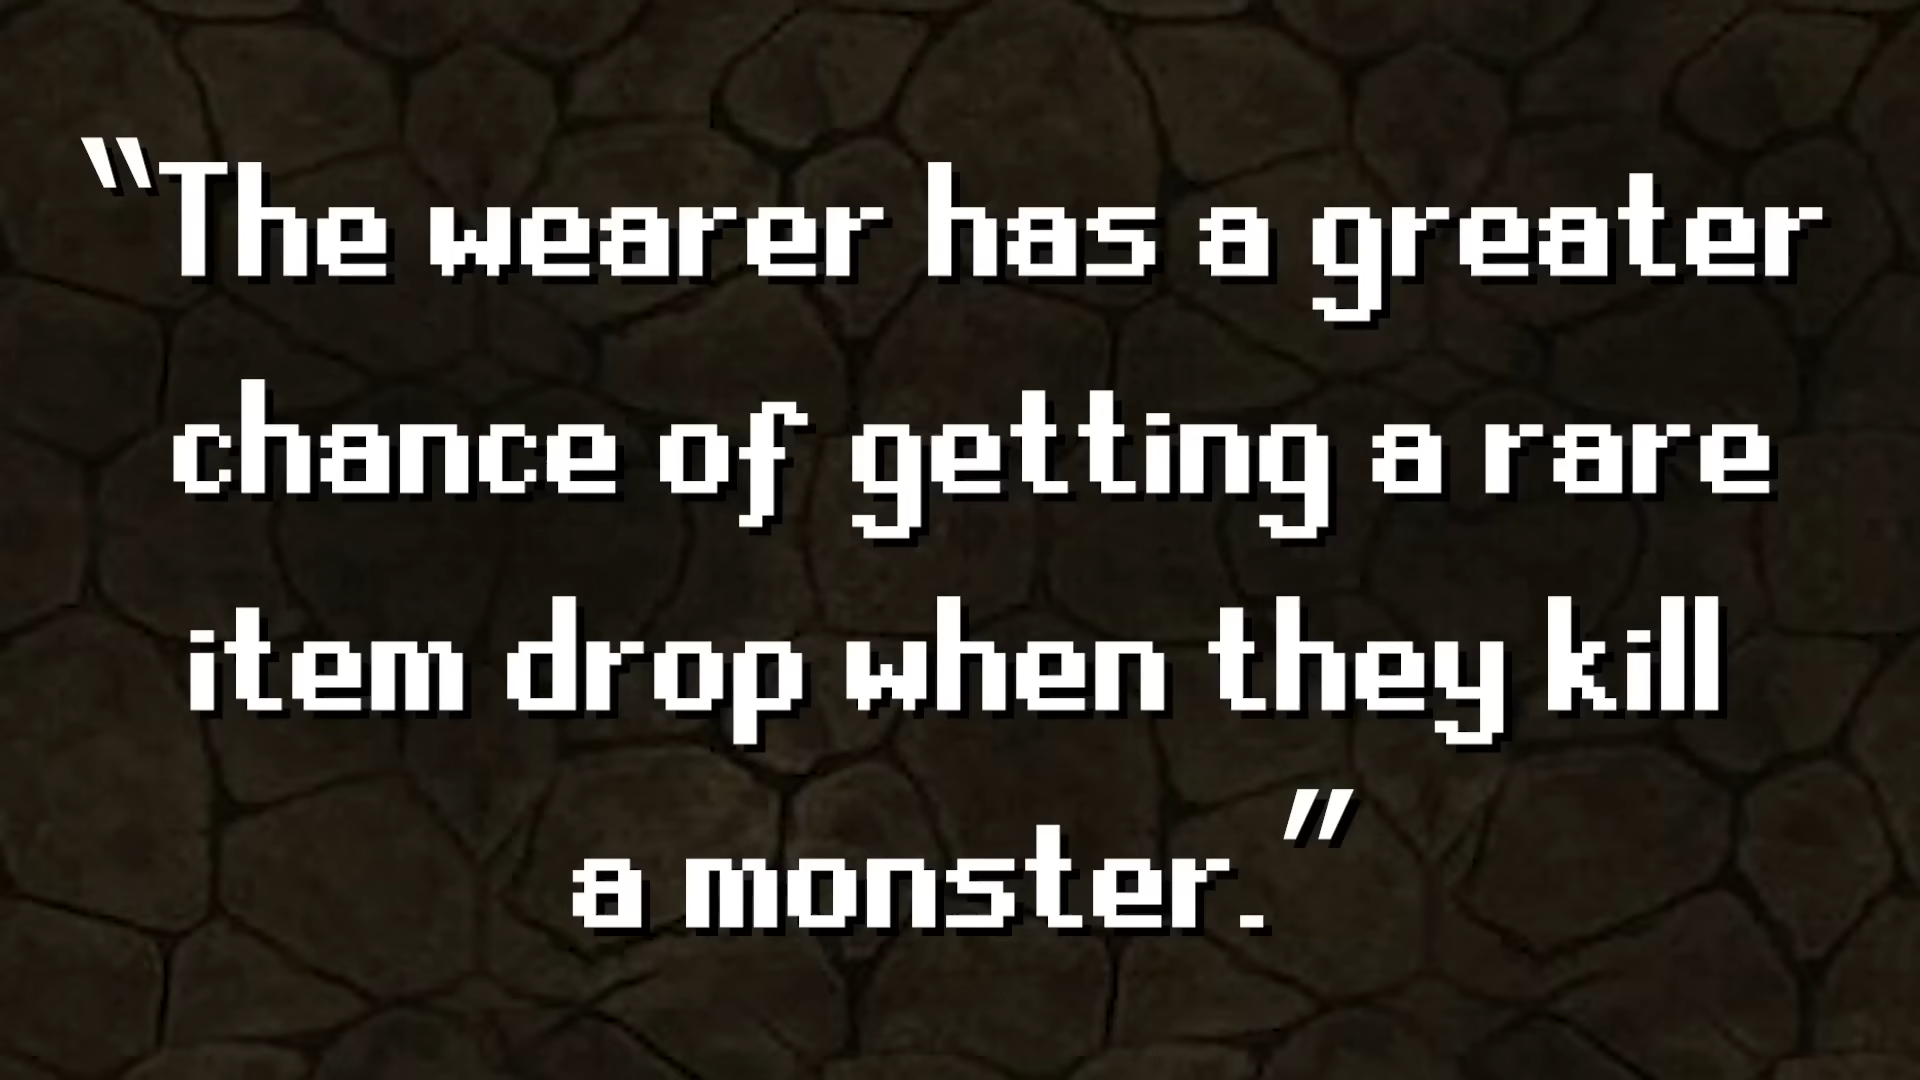 “The wearer has a greater
chance of getting a rare
item drop when they kill
a monster.”